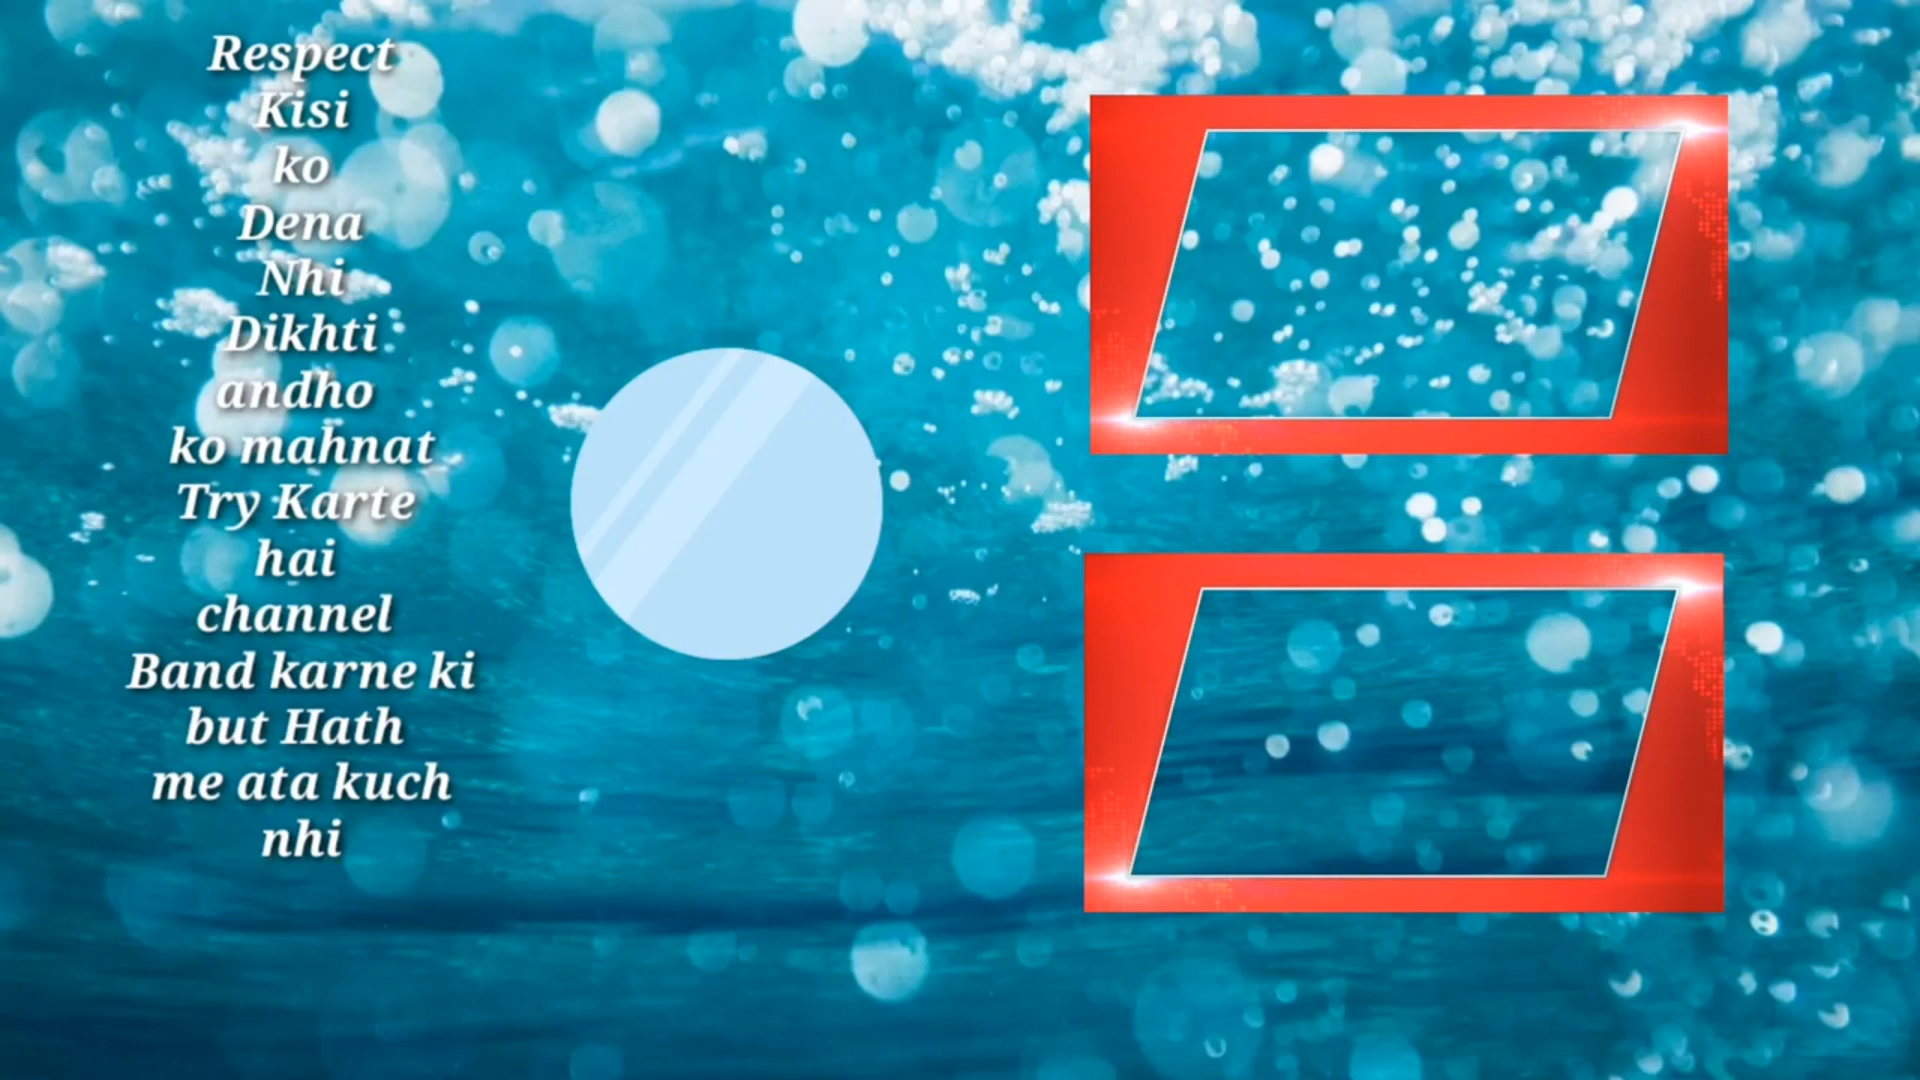 Respect
Kisi
ko
Dena
Nhi
Dikhti
andho
ko mahnat
Try Karte
hai
channel
Band karne ki
but Hath
me ata kuch
nhi